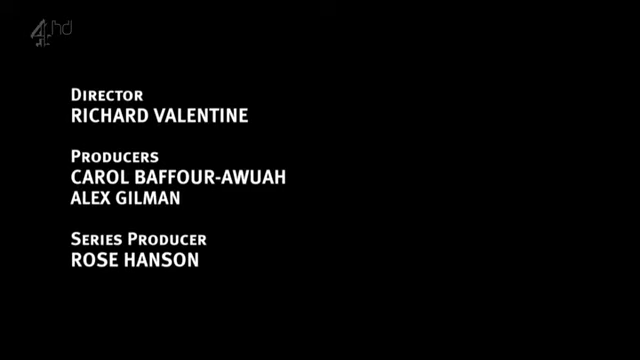 4hd
Director
RICHARD VALENTINE
Producers
CAROL BAFFOUR-AWUAH
ALEX GILMAN
Series Producer
ROSE HANSON